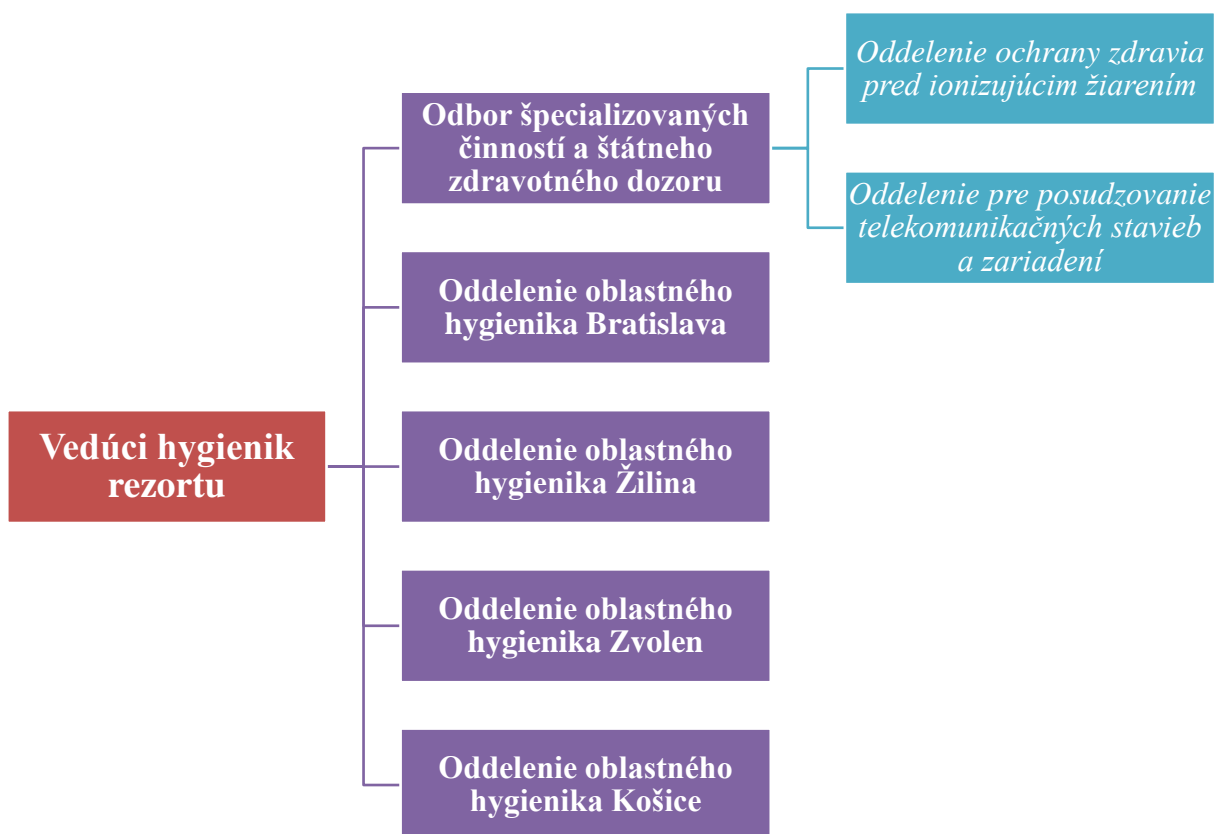 Vedúci hygienik
rezortu
Odbor špecializovaných
činností a štátneho
zdravotného dozoru
Oddelenie ochrany zdravia
pred ionizujúcim žiarením
Oddelenie pre posudzovanie
telekomunikačných stavieb
a zariadení
Oddelenie oblastného
hygienika Bratislava
Oddelenie oblastného
hygienika Žilina
Oddelenie oblastného
hygienika Zvolen
Oddelenie oblastného
hygienika Košice